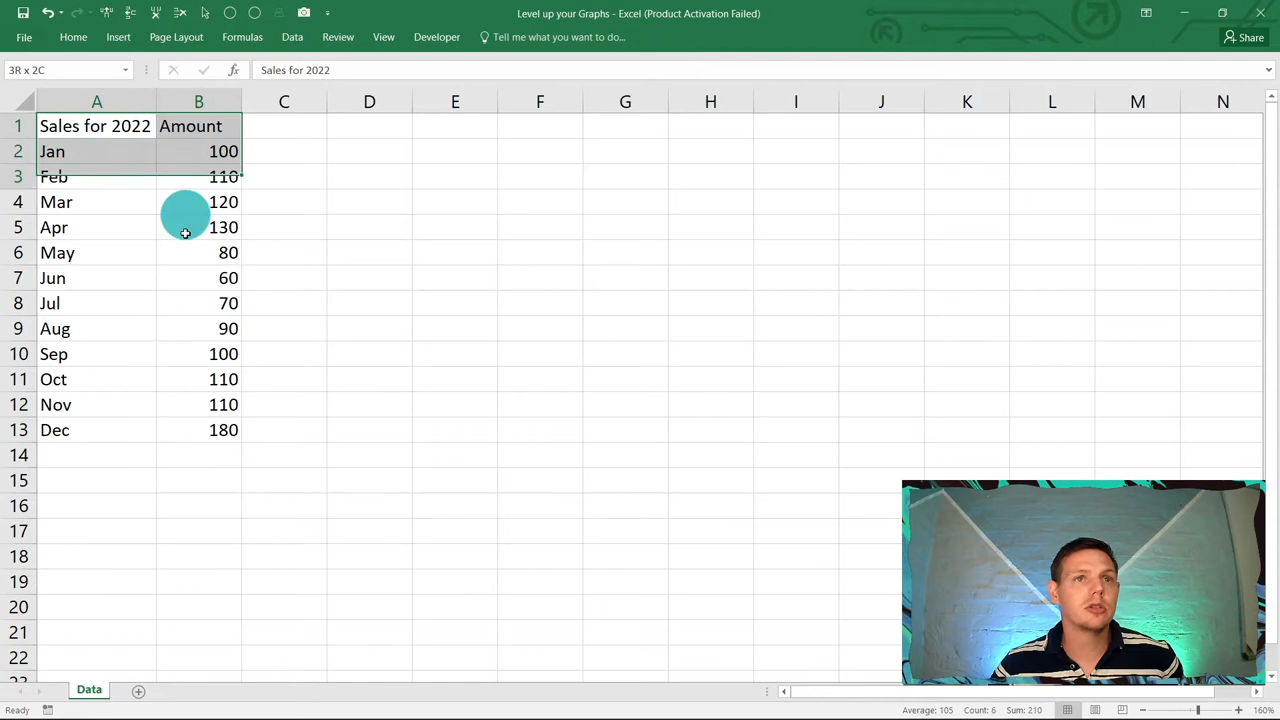 Level up your Graphs - Excel (Product Activation Failed)
File Home Insert Page Layout Formulas Data Review View Developer Tell me what you want to do... Share
3R x 2C fx Sales for 2022
A B C D E F G H I J K L M N
1 Sales for 2022 Amount
2 Jan 100
3 Feb 110
4 Mar 120
5 Apr 130
6 May 80
7 Jun 60
8 Jul 70
9 Aug 90
10 Sep 100
11 Oct 110
12 Nov 110
13 Dec 180
14
15
16
17
18
19
20
21
22
23
Data
Ready Average: 105 Count: 6 Sum: 210 160%